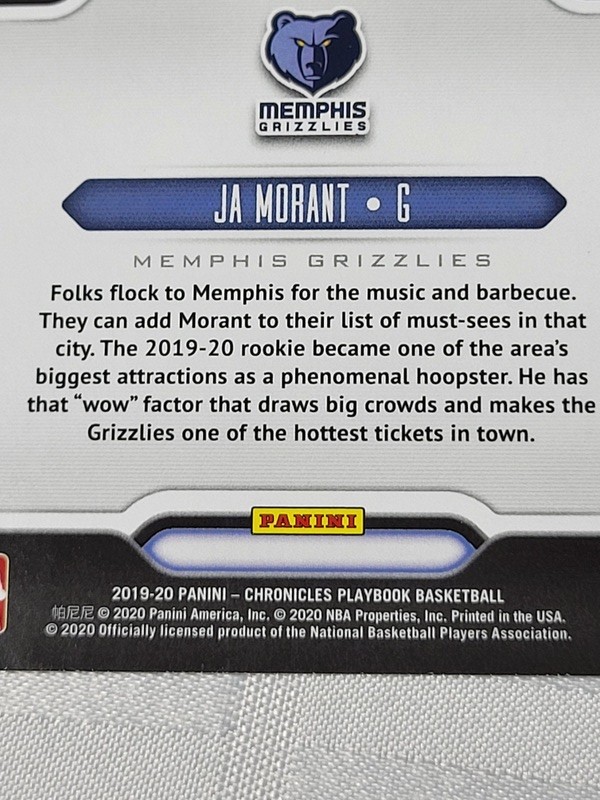 MEMPHIS
GRIZZLIES
JA MORANT • G
MEMPHIS GRIZZLIES
Folks flock to Memphis for the music and barbecue.
They can add Morant to their list of must-sees in that
city. The 2019-20 rookie became one of the area's
biggest attractions as a phenomenal hoopster. He has
that “wow” factor that draws big crowds and makes the
Grizzlies one of the hottest tickets in town.
PANINI
2019-20 PANINI – CHRONICLES PLAYBOOK BASKETBALL
帕尼尼 © 2020 Panini America, Inc. © 2020 NBA Properties, Inc. Printed in the USA.
© 2020 Officially licensed product of the National Basketball Players Association.